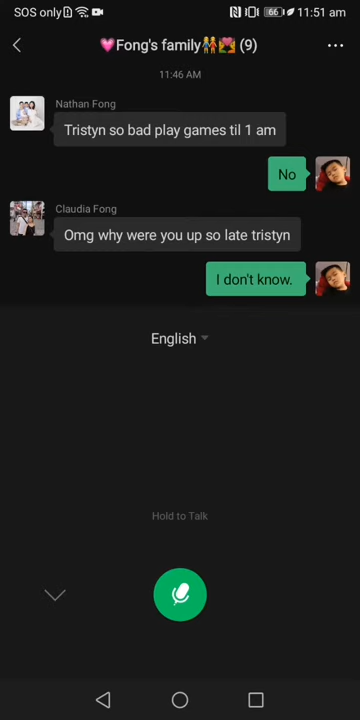 SOS only 66 11:51 am
💗Fong's family👫💑 (9)
11:46 AM
Nathan Fong
Tristyn so bad play games til 1 am
No
Claudia Fong
Omg why were you up so late tristyn
I don't know.
English
Hold to Talk